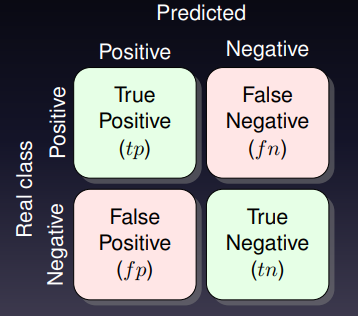 Predicted
Positive
Negative
Real class
Positive
True
Positive
(tp)
False
Negative
(fn)
Negative
False
Positive
(fp)
True
Negative
(tn)